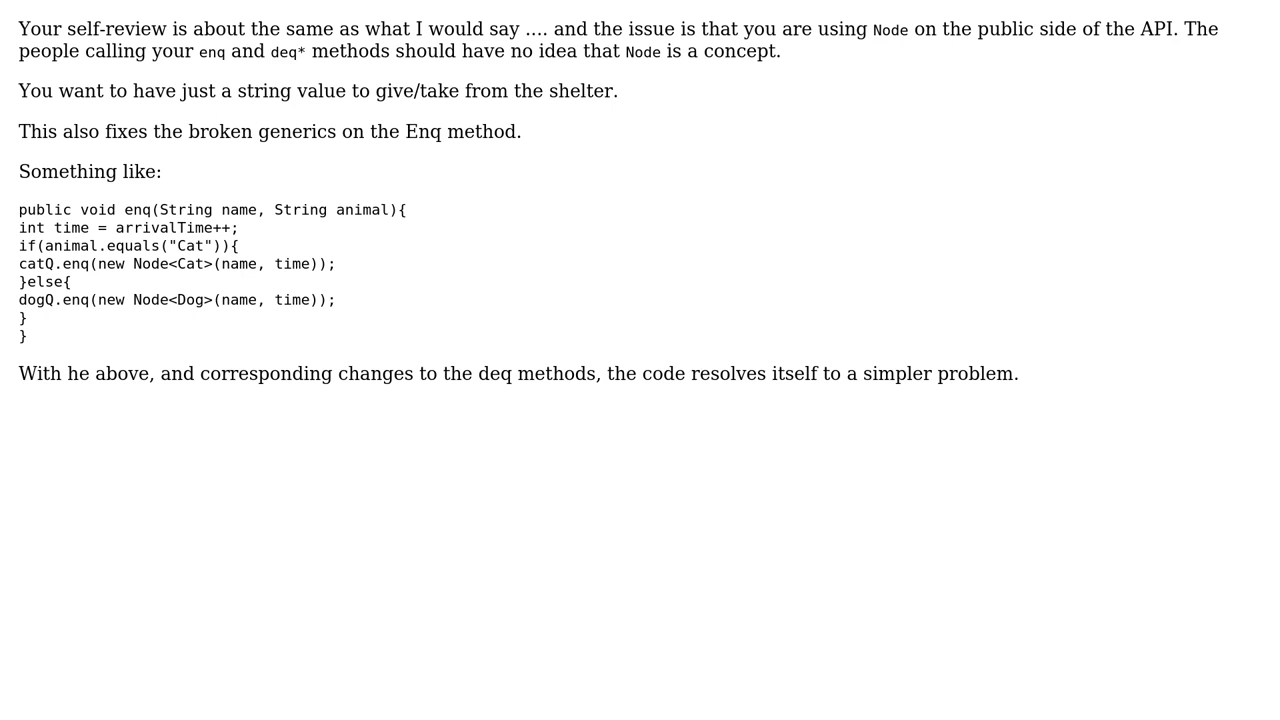 Your self-review is about the same as what I would say .... and the issue is that you are using Node on the public side of the API. The
people calling your enq and deq* methods should have no idea that Node is a concept.
You want to have just a string value to give/take from the shelter.
This also fixes the broken generics on the Enq method.
Something like:
public void enq(String name, String animal){
int time = arrivalTime++;
if(animal.equals("Cat")){
catQ.enq(new Node<Cat>(name, time));
}else{
dogQ.enq(new Node<Dog>(name, time));
}
}
With he above, and corresponding changes to the deq methods, the code resolves itself to a simpler problem.